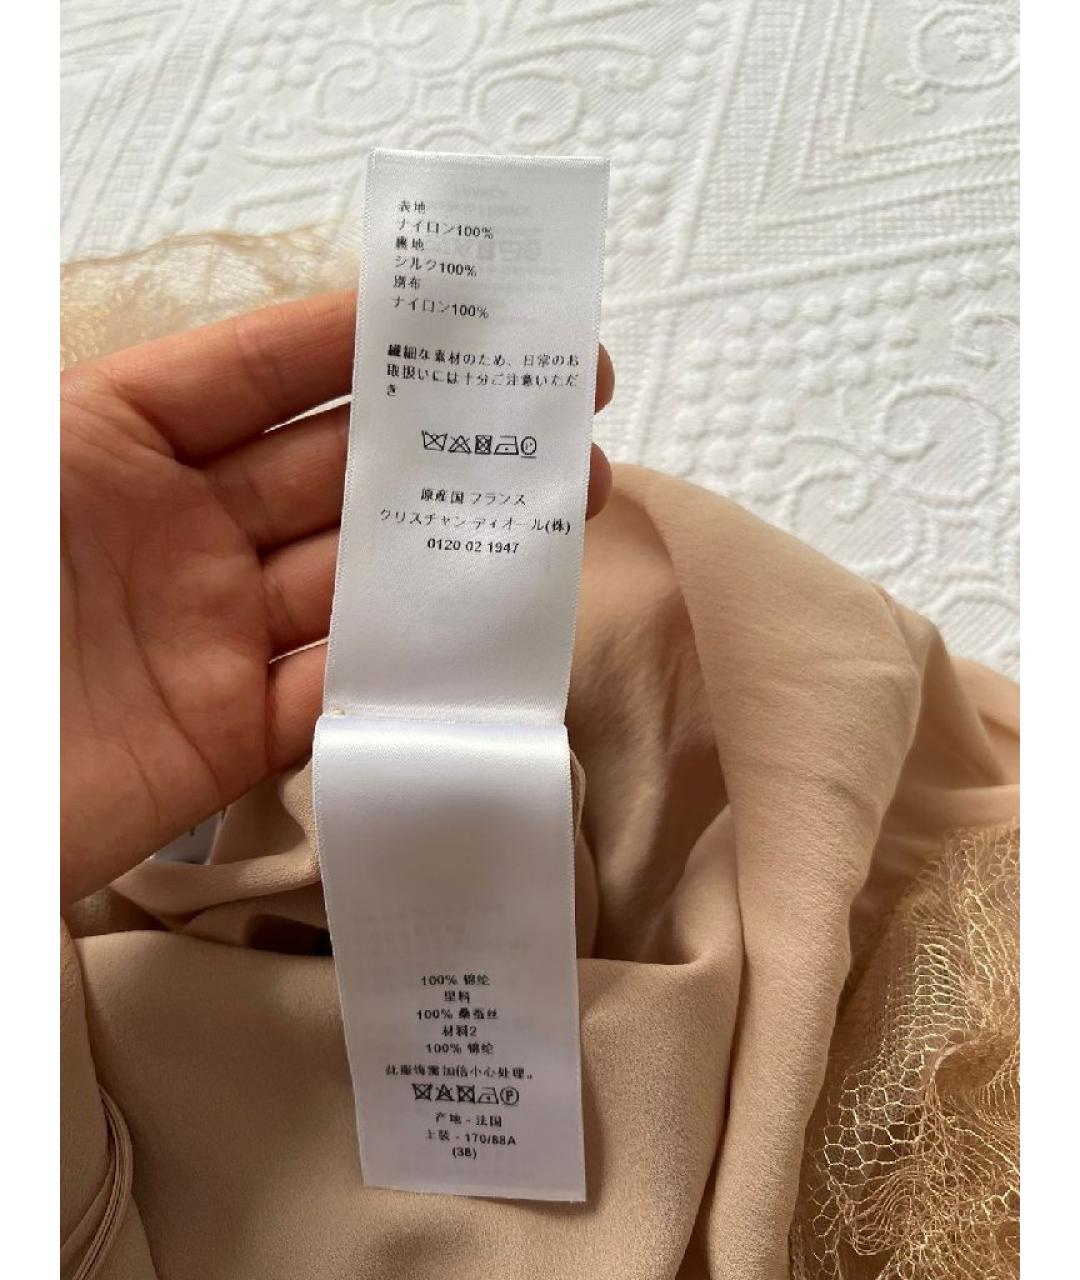 表地
ナイロン100%
裏地
シルク100%
別布
ナイロン100%
繊細な素材のため、日常のお
取扱いには十分ご注意いただ
き
P
原産国 フランス
クリスチャン ディオール(株)
0120 02 1947
100% 锦纶
里料
100% 桑蚕丝
材料2
100% 锦纶
此服饰需加倍小心处理。
P
产地 - 法国
上装 - 170/88A
(38)